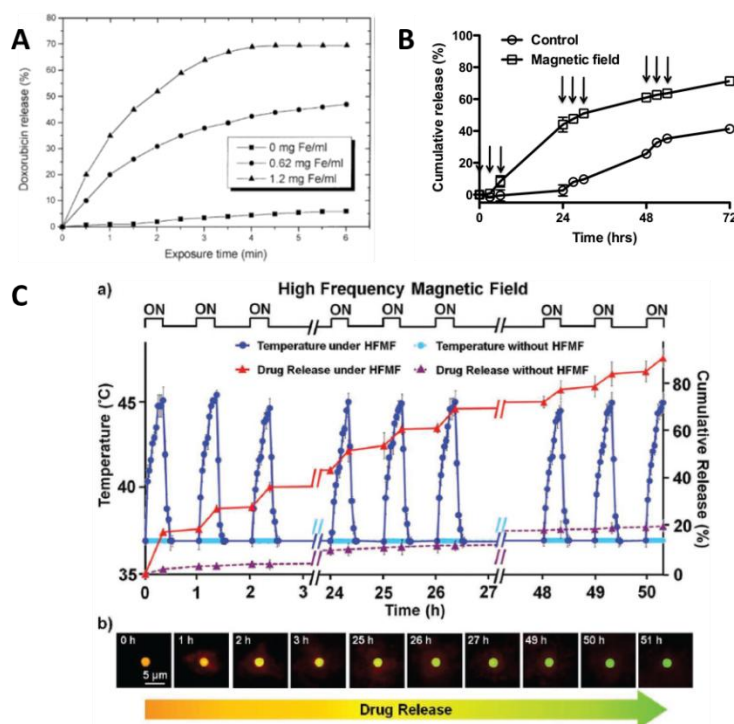 A
Doxorubicin release (%)
80
70
60
50
40
30
20
10
0
0 mg Fe/ml
0.62 mg Fe/ml
1.2 mg Fe/ml
0
1
2
3
4
5
6
Exposure time (min)
B
Control
Magnetic field
Cumulative release (%)
100
80
60
40
20
0
0
24
48
72
Time (hrs)
C
a)
High Frequency Magnetic Field
ON ON ON ON ON ON ON ON ON
Temperature under HFMF
Temperature without HFMF
Drug Release under HFMF
Drug Release without HFMF
Temperature (°C)
45
40
35
Cumulative Release (%)
80
60
40
20
0
0 1 2 3 24 25 26 27 48 49 50
Time (h)
b)
0 h 1 h 2 h 3 h 25 h 26 h 27 h 49 h 50 h 51 h
5 µm
Drug Release